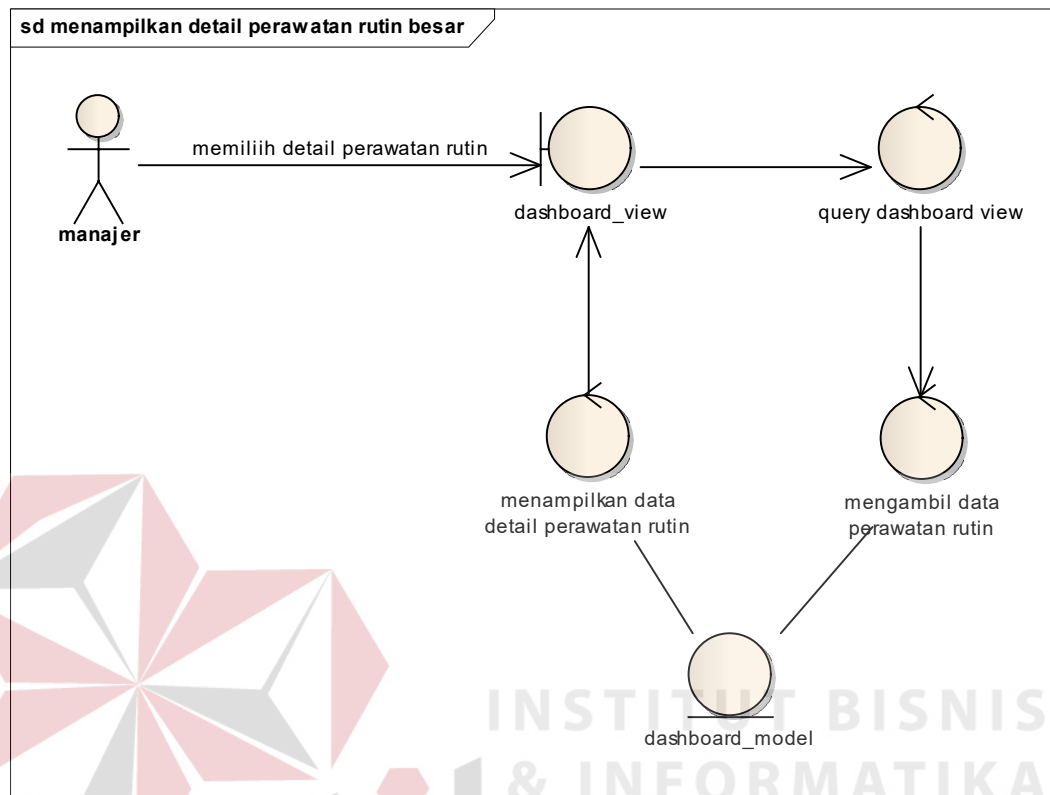 sd menampilkan detail perawatan rutin besar
memiliih detail perawatan rutin
manajer
dashboard_view
query dashboard view
menampilkan data
detail perawatan rutin
mengambil data
perawatan rutin
dashboard_model
INSTITUT BISNIS
& INFORMATIKA